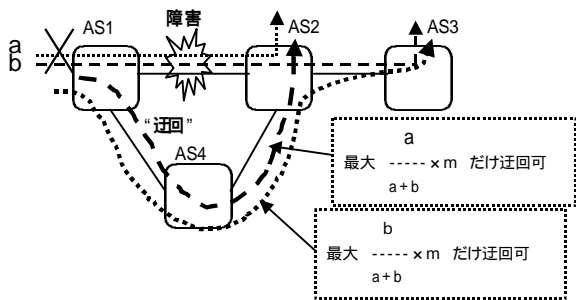 AS1
障害
AS2
AS3
a
b
“迂回”
AS4
a
最大 ----- × m だけ迂回可
a + b
b
最大 ----- × m だけ迂回可
a + b